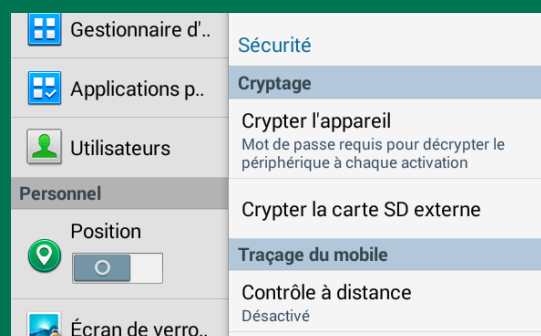 Gestionnaire d'..
Applications p..
Utilisateurs
Personnel
Position
Écran de verro..
Sécurité
Cryptage
Crypter l'appareil
Mot de passe requis pour décrypter le
périphérique à chaque activation
Crypter la carte SD externe
Traçage du mobile
Contrôle à distance
Désactivé